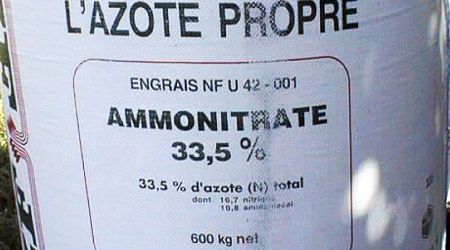 L'AZOTE PROPRE
ENGRAIS NF U 42-001
AMMONITRATE
33,5 %
33,5 % d'azote (N) total
dont 16,7 nitrique
16,8 ammoniacal
600 kg net